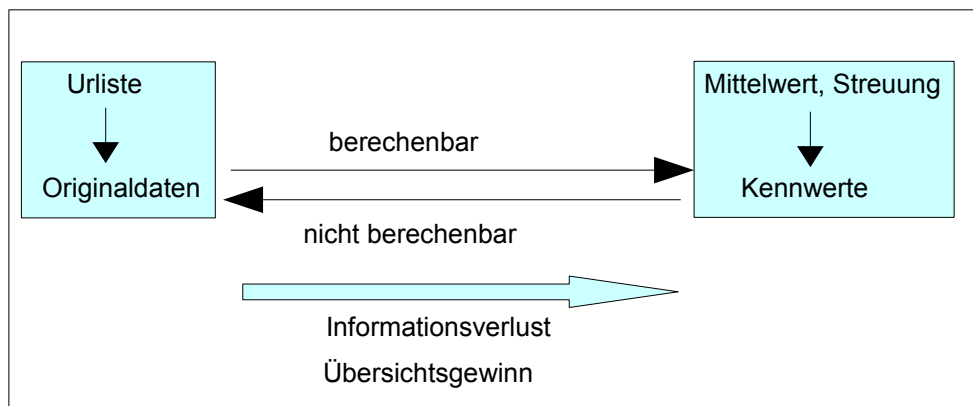 Urliste
Originaldaten
berechenbar
nicht berechenbar
Mittelwert, Streuung
Kennwerte
Informationsverlust
Übersichtsgewinn